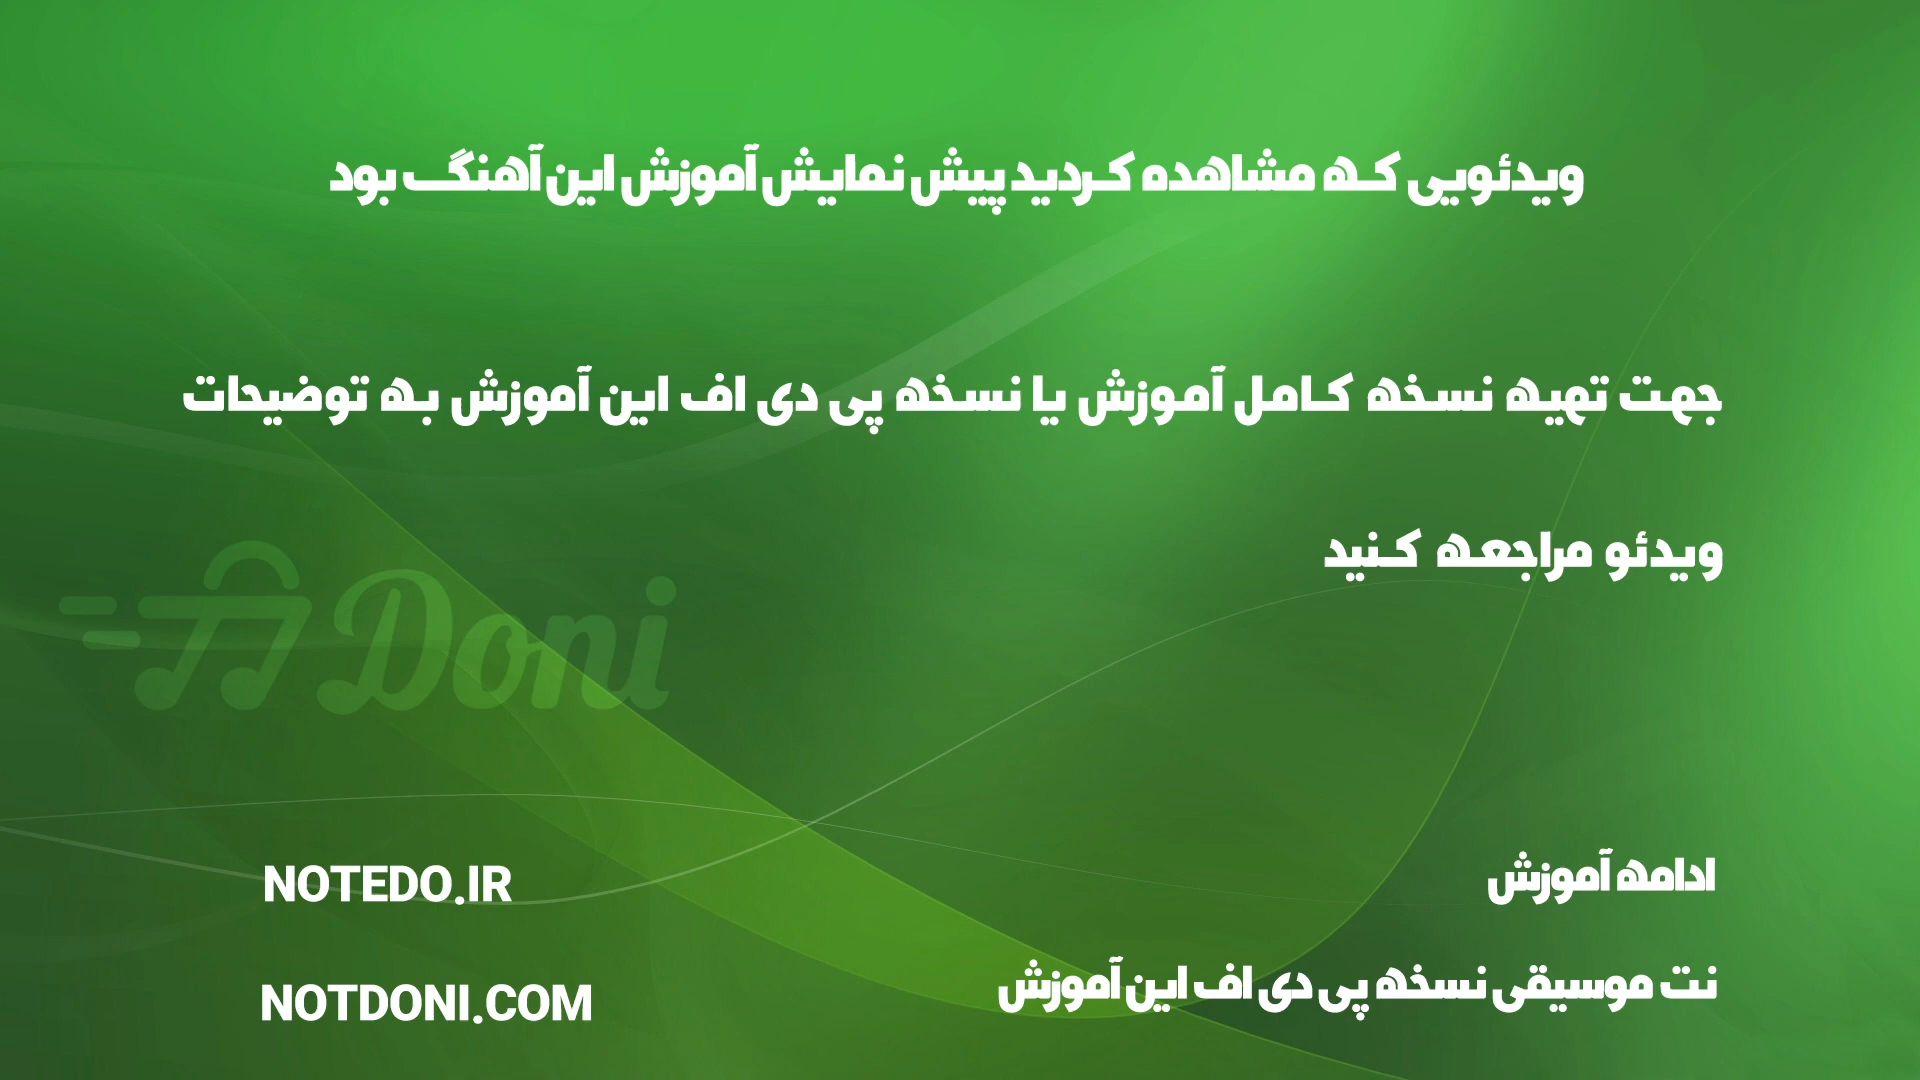 ویدئویی که مشاهده کردید پیش نمایش آموزش این آهنگ بود
جهت تهیه نسخه کامل آموزش یا نسخه پی دی اف این آموزش به توضیحات
ویدئو مراجعه کنید
Doni
ادامه آموزش
NOTEDO.IR
نت موسیقی نسخه پی دی اف این آموزش
NOTDONI.COM